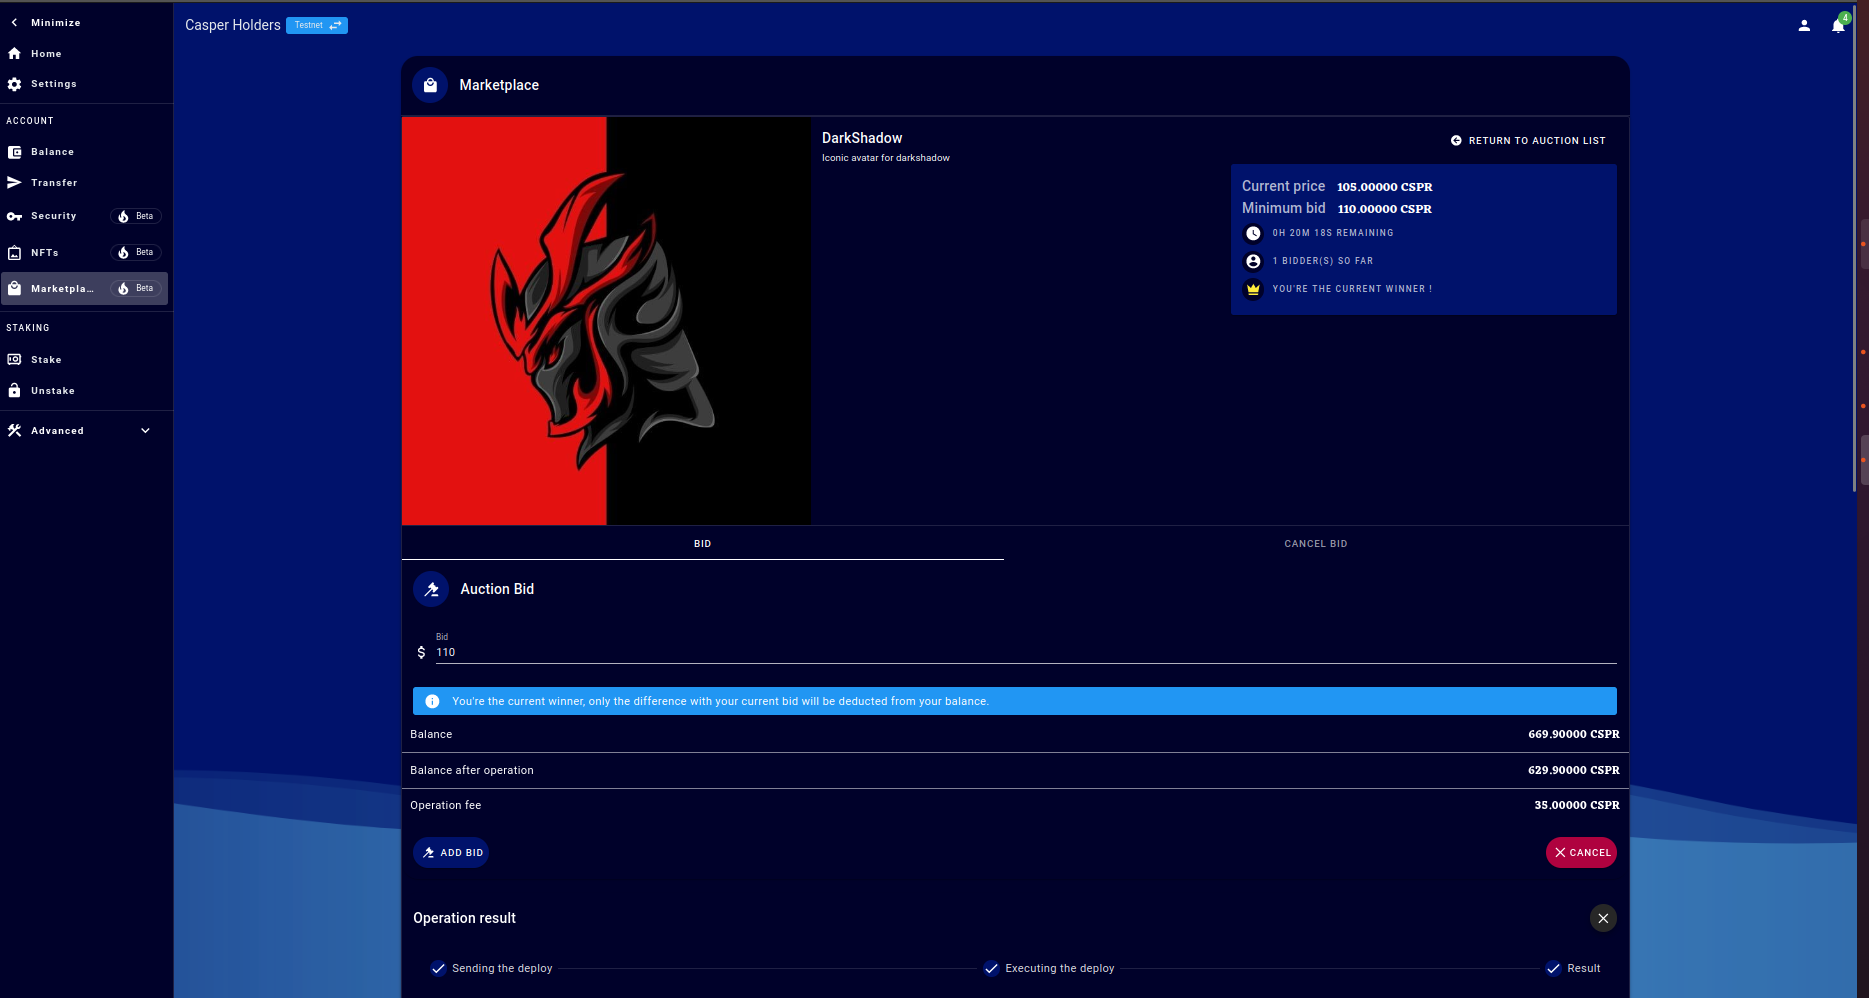 Minimize
Home
Settings
ACCOUNT
Balance
Transfer
Security Beta
NFTs Beta
Marketpla... Beta
STAKING
Stake
Unstake
Advanced
Casper Holders Testnet
4
Marketplace
DarkShadow
Iconic avatar for darkshadow
RETURN TO AUCTION LIST
Current price 105.00000 CSPR
Minimum bid 110.00000 CSPR
0H 20M 18S REMAINING
1 BIDDER(S) SO FAR
YOU'RE THE CURRENT WINNER !
BID CANCEL BID
Auction Bid
Bid
$ 110
You're the current winner, only the difference with your current bid will be deducted from your balance.
Balance 669.90000 CSPR
Balance after operation 629.90000 CSPR
Operation fee 35.00000 CSPR
ADD BID CANCEL
Operation result
Sending the deploy Executing the deploy Result